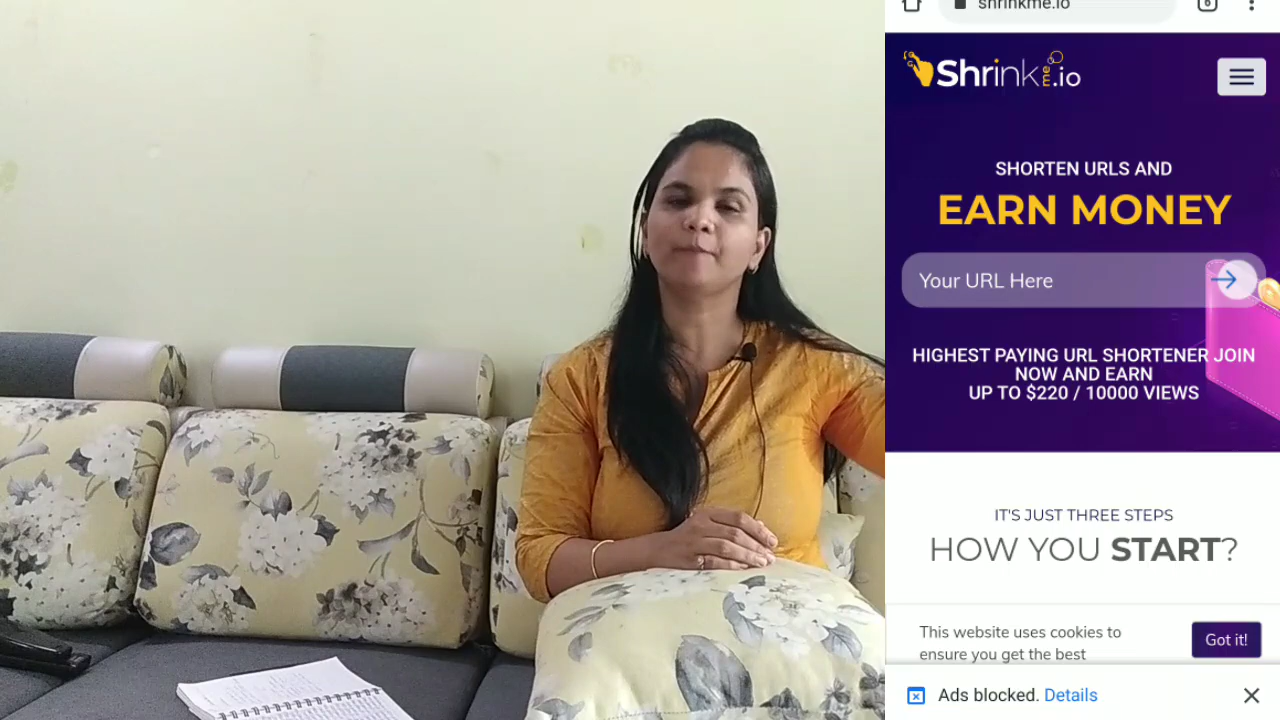 shrinkme.io
6
Shrinkme.io
SHORTEN URLS AND
EARN MONEY
Your URL Here
HIGHEST PAYING URL SHORTENER JOIN
NOW AND EARN
UP TO $220 / 10000 VIEWS
IT'S JUST THREE STEPS
HOW YOU START?
This website uses cookies to
ensure you get the best
Got it!
Ads blocked. Details